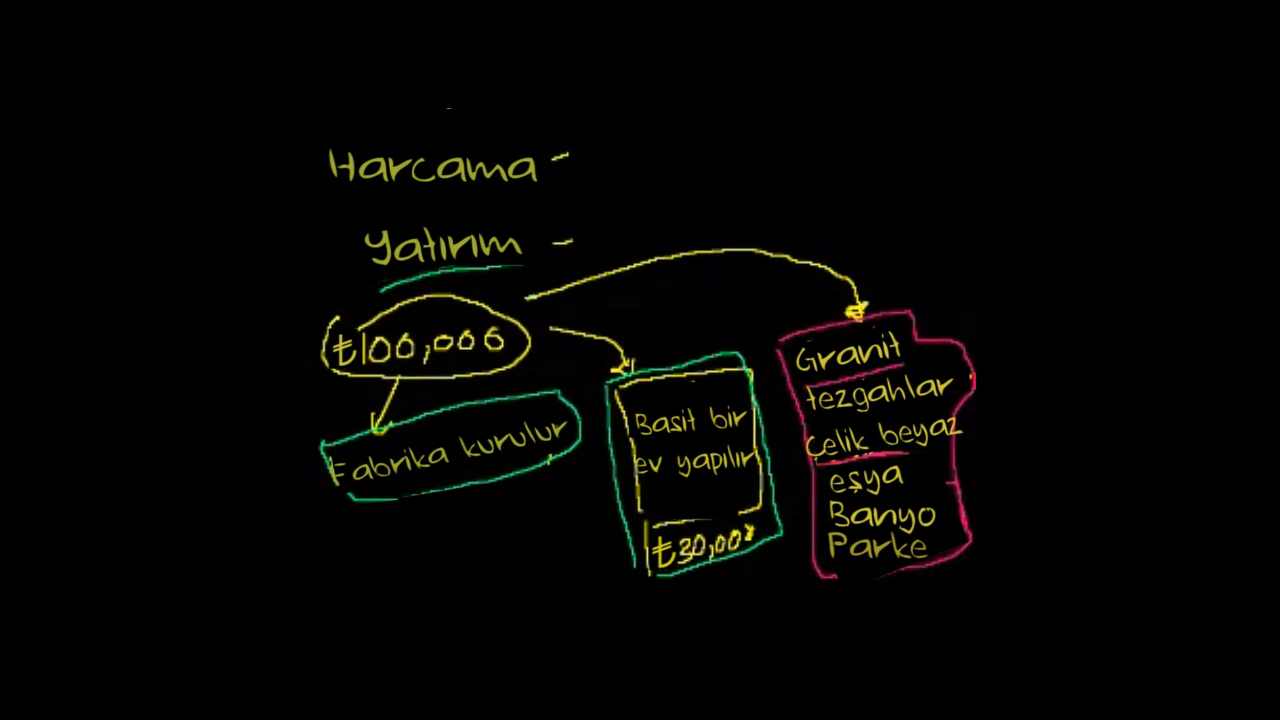 Harcama -
Yatırım -
₺100,000
Fabrika kurulur
Basit bir
ev yapılır
₺30,000
Granit
tezgahlar
Çelik beyaz
eşya
Banyo
Parke